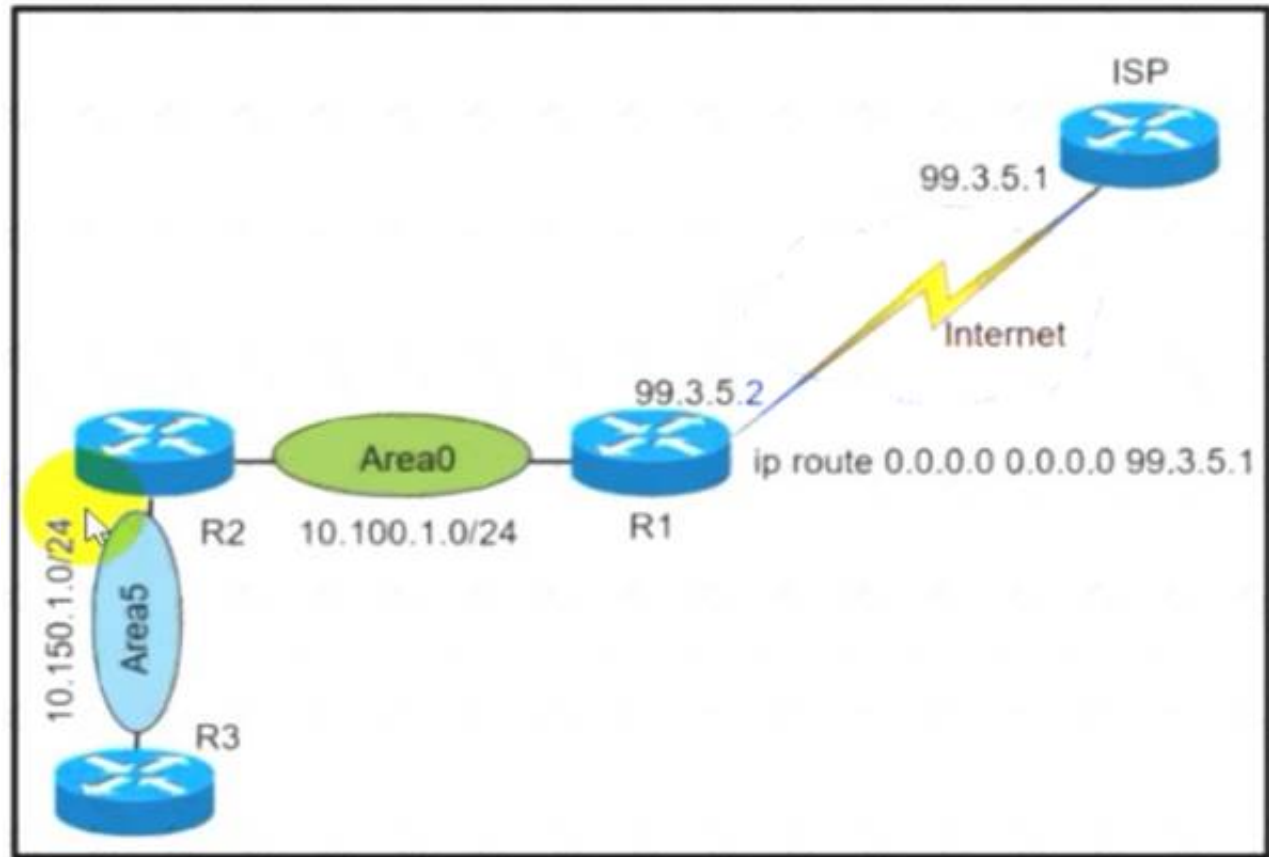 ISP
99.3.5.1
Internet
99.3.5.2
Area0
ip route 0.0.0.0 0.0.0.0 99.3.5.1
R2
10.100.1.0/24
R1
10.150.1.0/24
Area5
R3